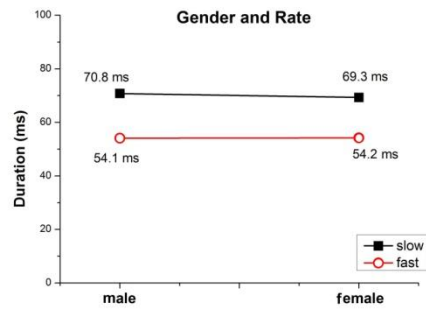 Gender and Rate
100
80
60
40
20
0
Duration (ms)
70.8 ms
69.3 ms
54.1 ms
54.2 ms
slow
fast
male
female